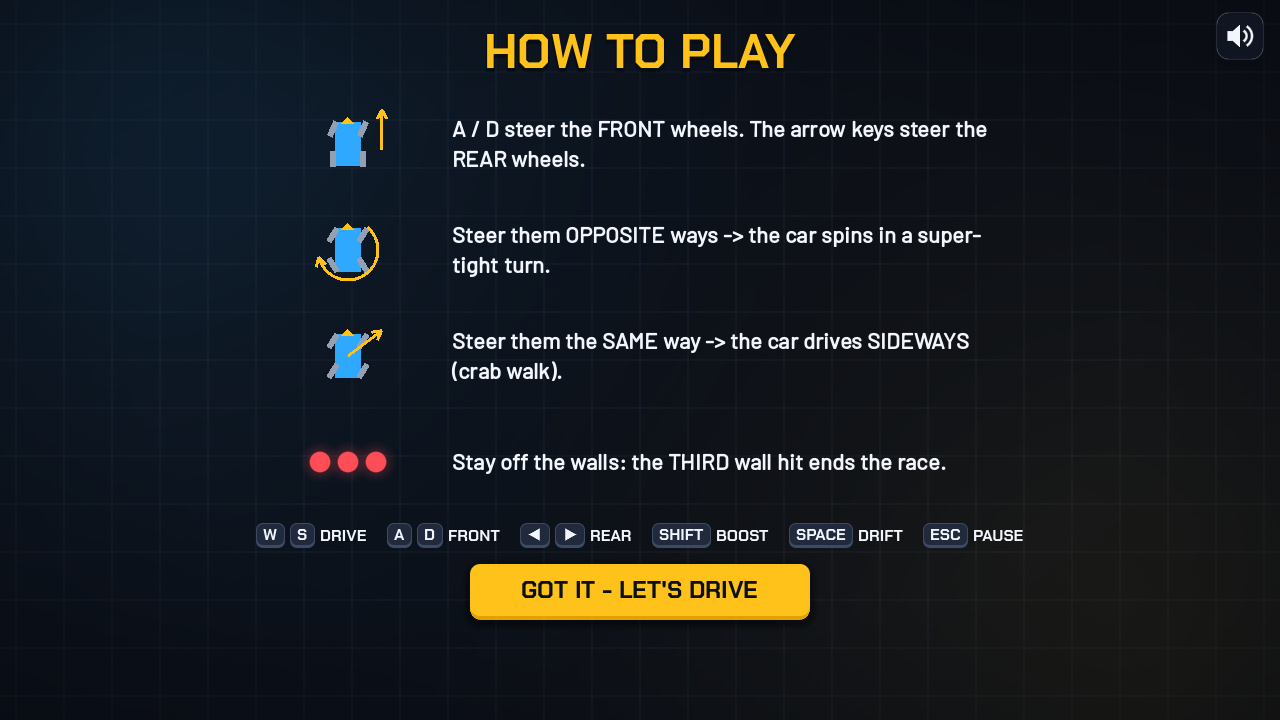 HOW TO PLAY
A / D steer the FRONT wheels. The arrow keys steer the
REAR wheels.
Steer them OPPOSITE ways -> the car spins in a super-
tight turn.
Steer them the SAME way -> the car drives SIDEWAYS
(crab walk).
Stay off the walls: the THIRD wall hit ends the race.
W S DRIVE A D FRONT ◀ ▶ REAR SHIFT BOOST SPACE DRIFT ESC PAUSE
GOT IT - LET'S DRIVE